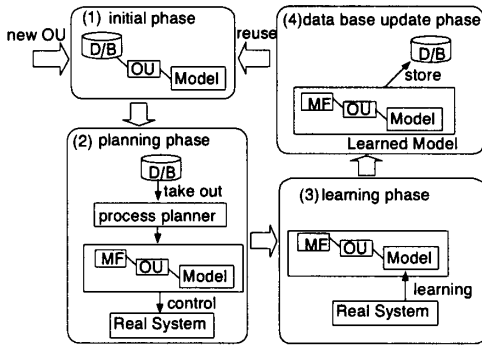 new OU
(1) initial phase
D/B
OU
Model
reuse
(2) planning phase
D/B
take out
process planner
MF
OU
Model
control
Real System
(3) learning phase
MF
OU
Model
learning
Real System
(4)data base update phase
D/B
store
MF
OU
Model
Learned Model